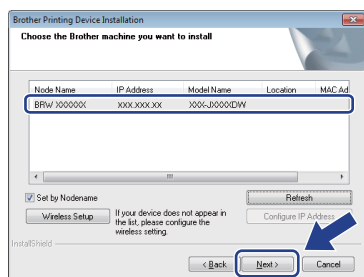 Brother Printing Device Installation
Choose the Brother machine you want to install
Node Name IP Address Model Name Location MAC Ad
BRW XXXXXX XXX.XXX.XX XXX-JXXXXDW
Set by Nodename
Refresh
Wireless Setup
If your device does not appear in
the list, please configure the
wireless setting.
Configure IP Address
InstallShield
< Back
Next >
Cancel